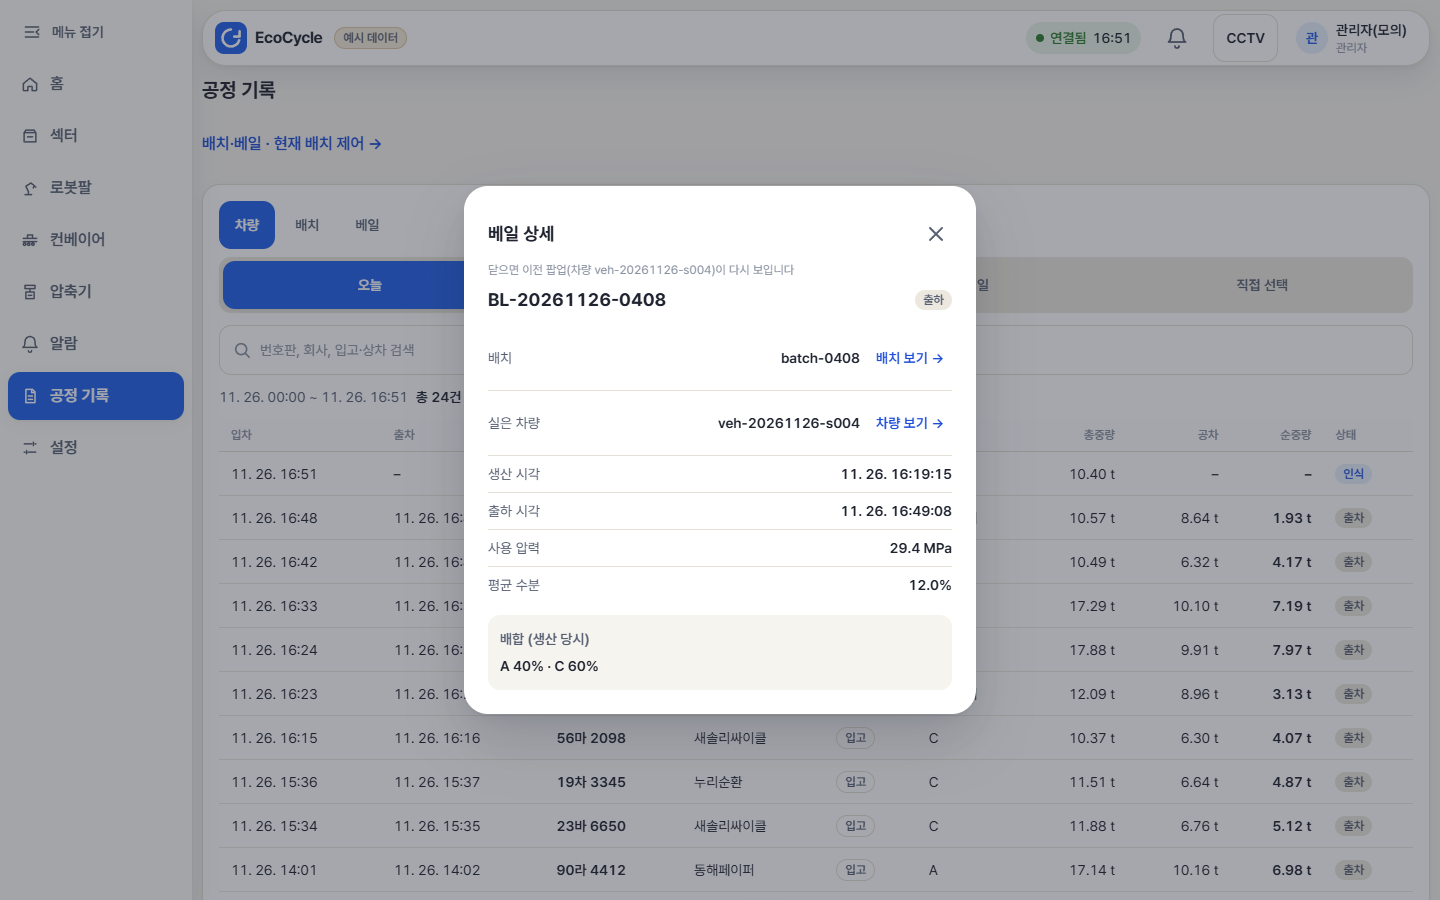 메뉴 접기
홈
섹터
로봇팔
컨베이어
압축기
알람
공정 기록
설정
EcoCycle 예시 데이터
연결됨 16:51
CCTV
관 관리자(모의)
관리자
공정 기록
배치·베일 · 현재 배치 제어 →
차량 배치 베일
오늘 일 직접 선택
번호판, 회사, 입고·상차 검색
11. 26. 00:00 ~ 11. 26. 16:51 총 24건
입차 출차 총중량 공차 순중량 상태
11. 26. 16:51 – 10.40 t – – 인식
11. 26. 16:48 11. 26. 16: 10.57 t 8.64 t 1.93 t 출차
11. 26. 16:42 11. 26. 16: 10.49 t 6.32 t 4.17 t 출차
11. 26. 16:33 11. 26. 16: 17.29 t 10.10 t 7.19 t 출차
11. 26. 16:24 11. 26. 16: 17.88 t 9.91 t 7.97 t 출차
11. 26. 16:23 11. 26. 16: 12.09 t 8.96 t 3.13 t 출차
11. 26. 16:15 11. 26. 16:16 56마 2098 새솔리싸이클 입고 C 10.37 t 6.30 t 4.07 t 출차
11. 26. 15:36 11. 26. 15:37 19차 3345 누리순환 입고 C 11.51 t 6.64 t 4.87 t 출차
11. 26. 15:34 11. 26. 15:35 23바 6650 새솔리싸이클 입고 C 11.88 t 6.76 t 5.12 t 출차
11. 26. 14:01 11. 26. 14:02 90라 4412 동해페이퍼 입고 A 17.14 t 10.16 t 6.98 t 출차
베일 상세
닫으면 이전 팝업(차량 veh-20261126-s004)이 다시 보입니다
BL-20261126-0408 출하
배치 batch-0408 배치 보기 →
실은 차량 veh-20261126-s004 차량 보기 →
생산 시각 11. 26. 16:19:15
출하 시각 11. 26. 16:49:08
사용 압력 29.4 MPa
평균 수분 12.0%
배합 (생산 당시)
A 40% · C 60%